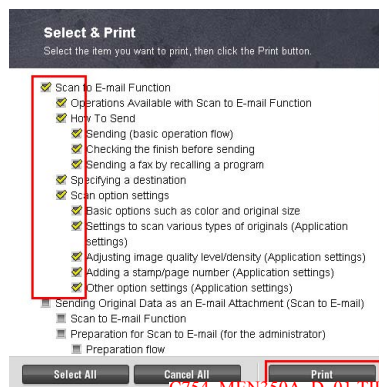 Select & Print
Select the item you want to print, then click the Print button.
Scan to E-mail Function
Operations Available with Scan to E-mail Function
How To Send
Sending (basic operation flow)
Checking the finish before sending
Sending a fax by recalling a program
Specifying a destination
Scan option settings
Basic options such as color and original size
Settings to scan various types of originals (Application
settings)
Adjusting image quality level/density (Application settings)
Adding a stamp/page number (Application settings)
Other option settings (Application settings)
Sending Original Data as an E-mail Attachment (Scan to E-mail)
Scan to E-mail Function
Preparation for Scan to E-mail (for the administrator)
Preparation flow
Select All Cancel All Print